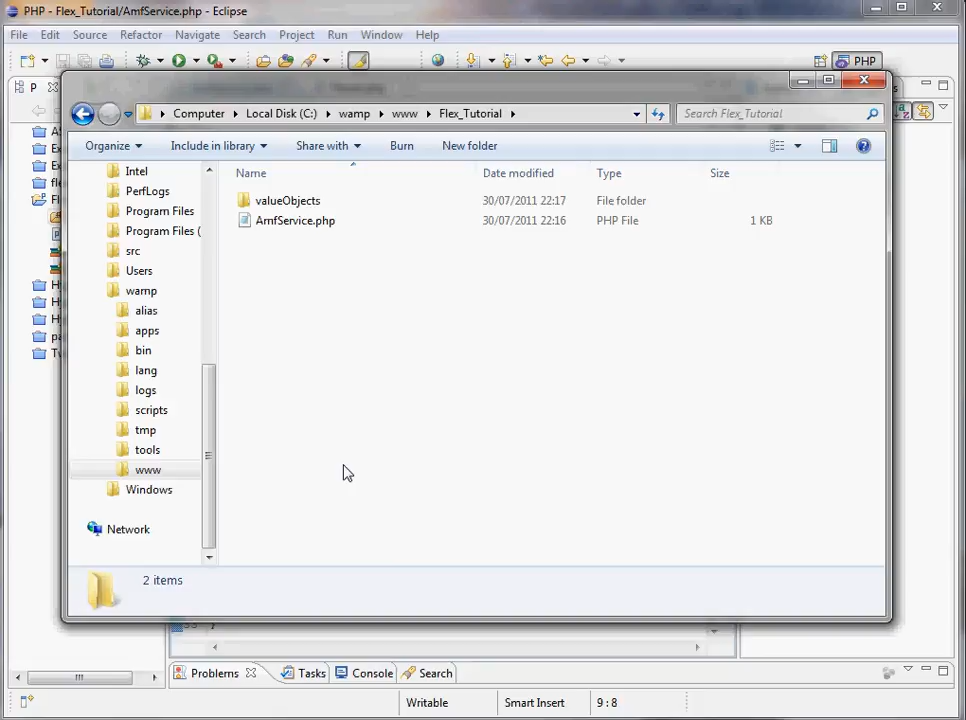 PHP - Flex_Tutorial/AmfService.php - Eclipse
File Edit Source Refactor Navigate Search Project Run Window Help
PHP
P
Computer Local Disk (C:) wamp www Flex_Tutorial
Search Flex_Tutorial
Organize Include in library Share with Burn New folder
Name Date modified Type Size
Intel
PerfLogs
Program Files
Program Files (
src
Users
wamp
alias
apps
bin
lang
logs
scripts
tmp
tools
www
Windows
Network
valueObjects 30/07/2011 22:17 File folder
AmfService.php 30/07/2011 22:16 PHP File 1 KB
2 items
Problems Tasks Console Search
Writable Smart Insert 9:8